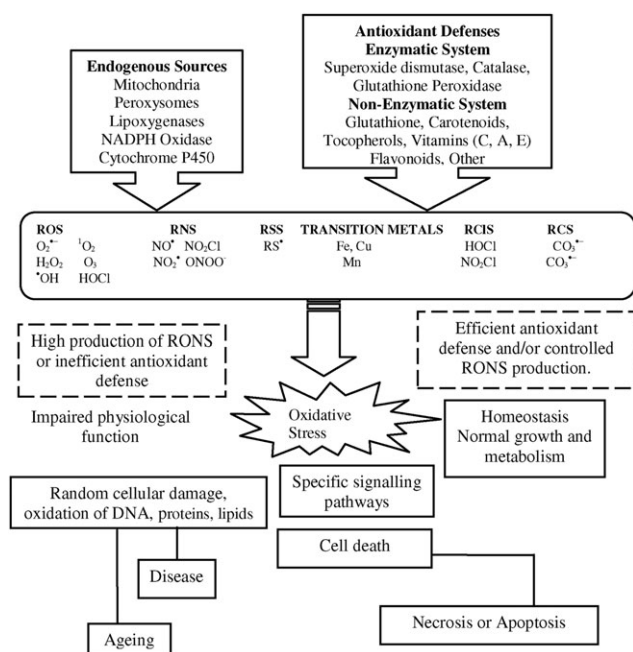 Endogenous Sources
Mitochondria
Peroxysomes
Lipoxygenases
NADPH Oxidase
Cytochrome P450
Antioxidant Defenses
Enzymatic System
Superoxide dismutase, Catalase,
Glutathione Peroxidase
Non-Enzymatic System
Glutathione, Carotenoids,
Tocopherols, Vitamins (C, A, E)
Flavonoids, Other
ROS RNS RSS TRANSITION METALS RCIS RCS
O₂•⁻ ¹O₂ NO• NO₂Cl RS• Fe, Cu HOCl CO₃•⁻
H₂O₂ O₃ NO₂• ONOO⁻ Mn NO₂Cl CO₃•⁻
•OH HOCl
High production of RONS
or inefficient antioxidant
defense
Efficient antioxidant
defense and/or controlled
RONS production.
Impaired physiological
function
Oxidative
Stress
Homeostasis
Normal growth and
metabolism
Random cellular damage,
oxidation of DNA, proteins, lipids
Specific signalling
pathways
Cell death
Disease
Ageing
Necrosis or Apoptosis